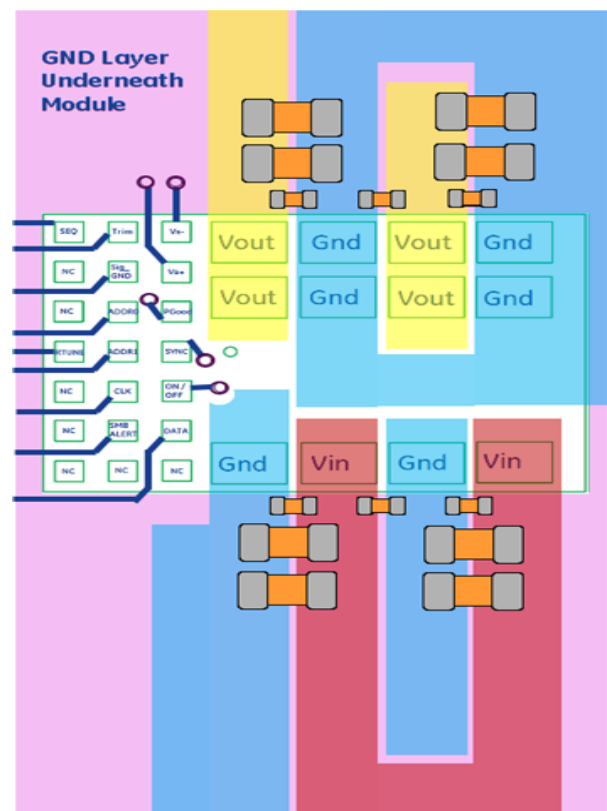 GND Layer
Underneath
Module
SEQ Trim Vs- Vout Gnd Vout Gnd
NC Sig_ GND Vs+ Vout Gnd Vout Gnd
NC ADDR0 PGood
RTUNE ADDR1 SYNC
NC CLK ON / OFF
NC SMB ALERT DATA Gnd Vin Gnd Vin
NC NC NC